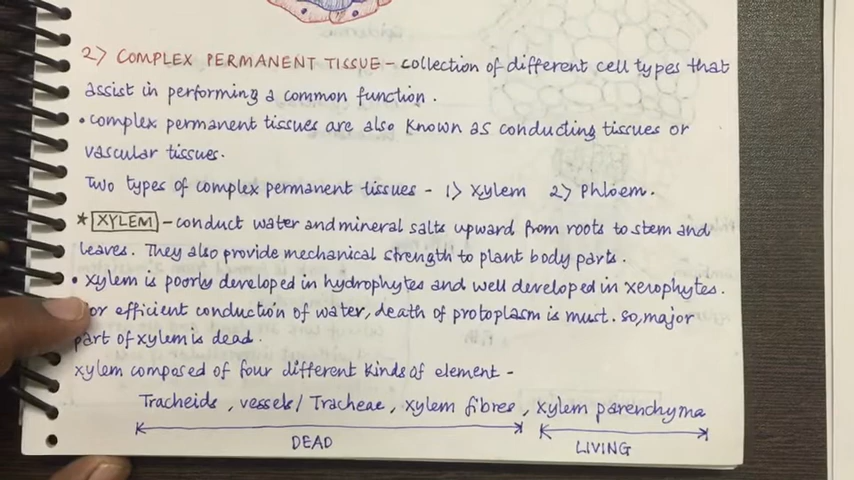 2> COMPLEX PERMANENT TISSUE - collection of different cell types that
assist in performing a common function.
• complex permanent tissues are also known as conducting tissues or
vascular tissues.
Two types of complex permanent tissues - 1> Xylem 2> Phloem.
* XYLEM - conduct water and mineral salts upward from roots to stem and
leaves. They also provide mechanical strength to plant body parts.
• Xylem is poorly developed in hydrophytes and well developed in xerophytes.
For efficient conduction of water, death of protoplasm is must. so, major
part of xylem is dead.
xylem composed of four different kinds of element -
Tracheids, vessels/ Tracheae, xylem fibres, xylem parenchyma
DEAD LIVING